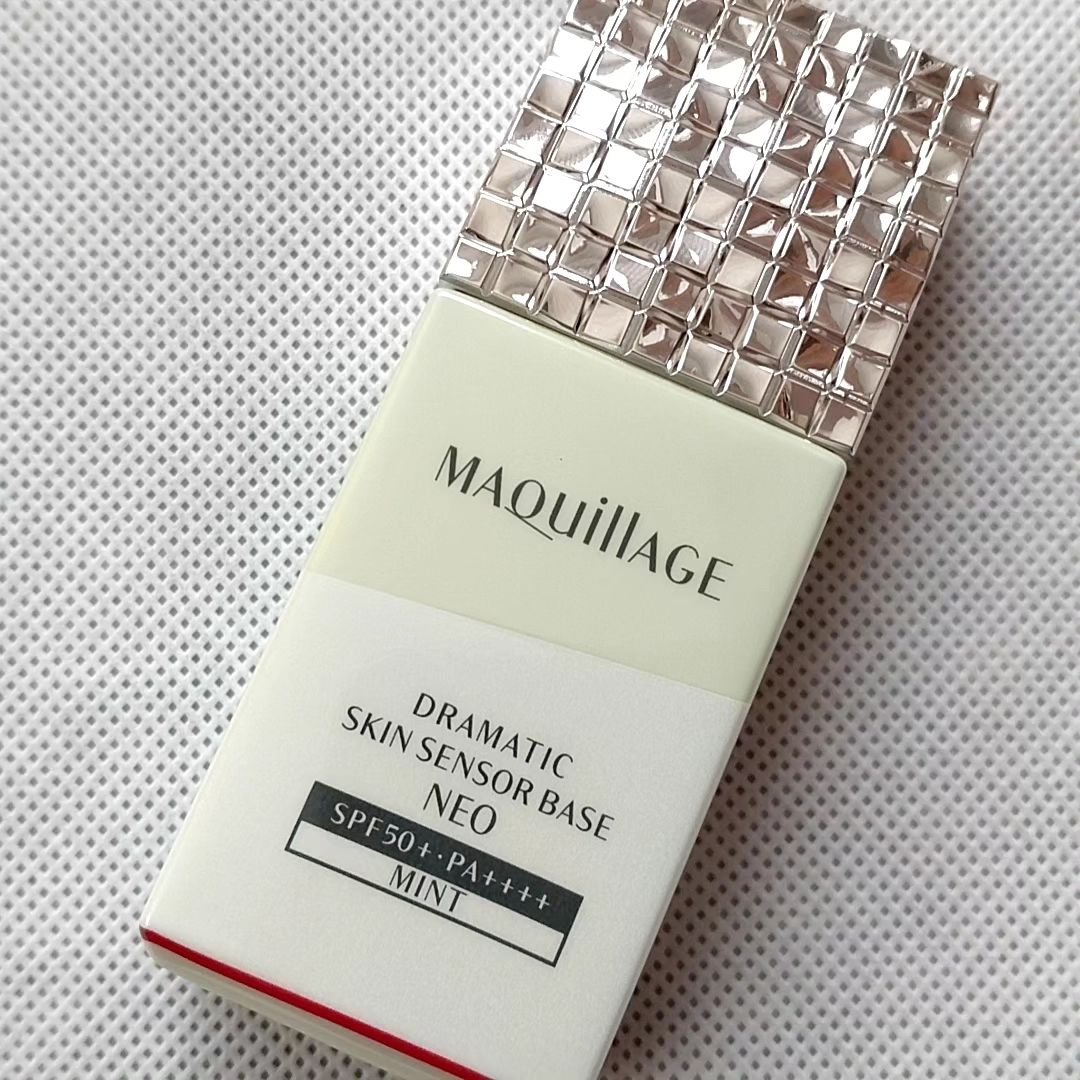 MAQuillAGE
DRAMATIC
SKIN SENSOR BASE
NEO
SPF50+·PA++++
MINT